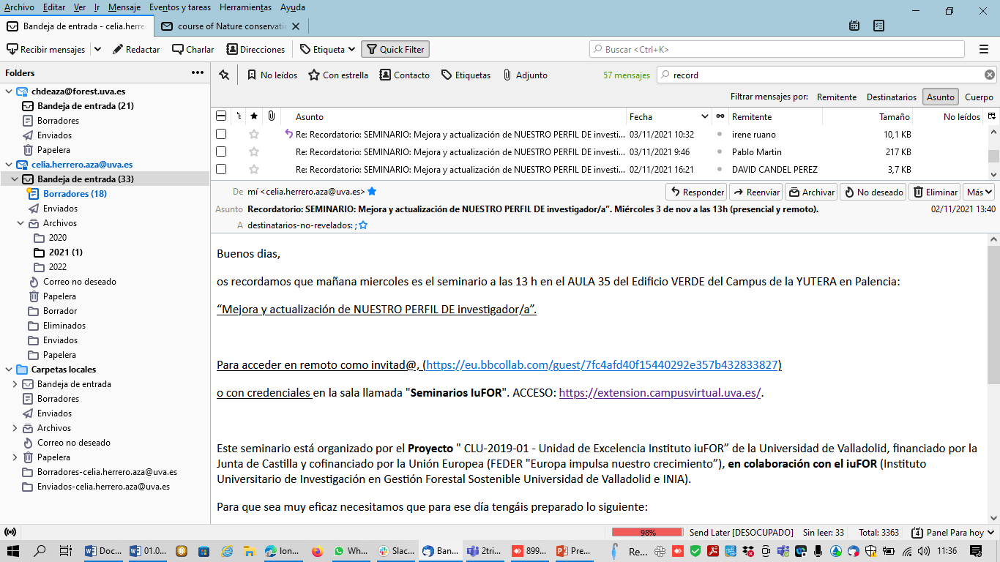 Archivo Editar Ver Ir Mensaje Eventos y tareas Herramientas Ayuda
Bandeja de entrada - celia.herre
course of Nature conservati
Recibir mensajes Redactar Charlar Direcciones Etiqueta Quick Filter Buscar <Ctrl+K>
Folders
chdeaza@forest.uva.es
Bandeja de entrada (21)
Borradores
Enviados
Papelera
celia.herrero.aza@uva.es
Bandeja de entrada (33)
Borradores (18)
Enviados
Archivos
2020
2021 (1)
2022
Correo no deseado
Papelera
Borrador
Eliminados
Enviados
Papelera
Carpetas locales
Bandeja de entrada
Borradores
Enviados
Archivos
Correo no deseado
Papelera
Borradores-celia.herrero.aza@uva.es
Enviados-celia.herrero.aza@uva.es
No leídos Con estrella Contacto Etiquetas Adjunto 57 mensajes record
Filtrar mensajes por: Remitente Destinatarios Asunto Cuerpo
Asunto Fecha Remitente Tamaño No leídos
Re: Recordatorio: SEMINARIO: Mejora y actualización de NUESTRO PERFIL DE investi... 03/11/2021 10:32 irene ruano 10,1 KB
Re: Recordatorio: SEMINARIO: Mejora y actualización de NUESTRO PERFIL DE investi... 03/11/2021 9:46 Pablo Martin 217 KB
Re: Recordatorio: SEMINARIO: Mejora y actualización de NUESTRO PERFIL DE investi... 02/11/2021 16:21 DAVID CANDEL PEREZ 3,7 KB
De mí <celia.herrero.aza@uva.es> Responder Reenviar Archivar No deseado Eliminar Más
Asunto Recordatorio: SEMINARIO: Mejora y actualización de NUESTRO PERFIL DE investigador/a”. Miércoles 3 de nov a las 13h (presencial y remoto). 02/11/2021 13:40
A destinatarios-no-revelados: ;
Buenos dias,
os recordamos que mañana miercoles es el seminario a las 13 h en el AULA 35 del Edificio VERDE del Campus de la YUTERA en Palencia:
“Mejora y actualización de NUESTRO PERFIL DE investigador/a”.
Para acceder en remoto como invitad@, (https://eu.bbcollab.com/guest/7fc4afd40f15440292e357b432833827)
o con credenciales en la sala llamada "Seminarios IuFOR". ACCESO: https://extension.campusvirtual.uva.es/.
Este seminario está organizado por el Proyecto " CLU-2019-01 - Unidad de Excelencia Instituto iuFOR” de la Universidad de Valladolid, financiado por la
Junta de Castilla y cofinanciado por la Unión Europea (FEDER "Europa impulsa nuestro crecimiento”), en colaboración con el iuFOR (Instituto
Universitario de Investigación en Gestión Forestal Sostenible Universidad de Valladolid e INIA).
Para que sea muy eficaz necesitamos que para ese día tengáis preparado lo siguiente:
98% Send Later [DESOCUPADO] Sin leer: 33 Total: 3363 4 Panel Para hoy
Doc... 01.0... Ion... Wh... Slac... Ban... 2tri... 899... Pre... Re... 11:36